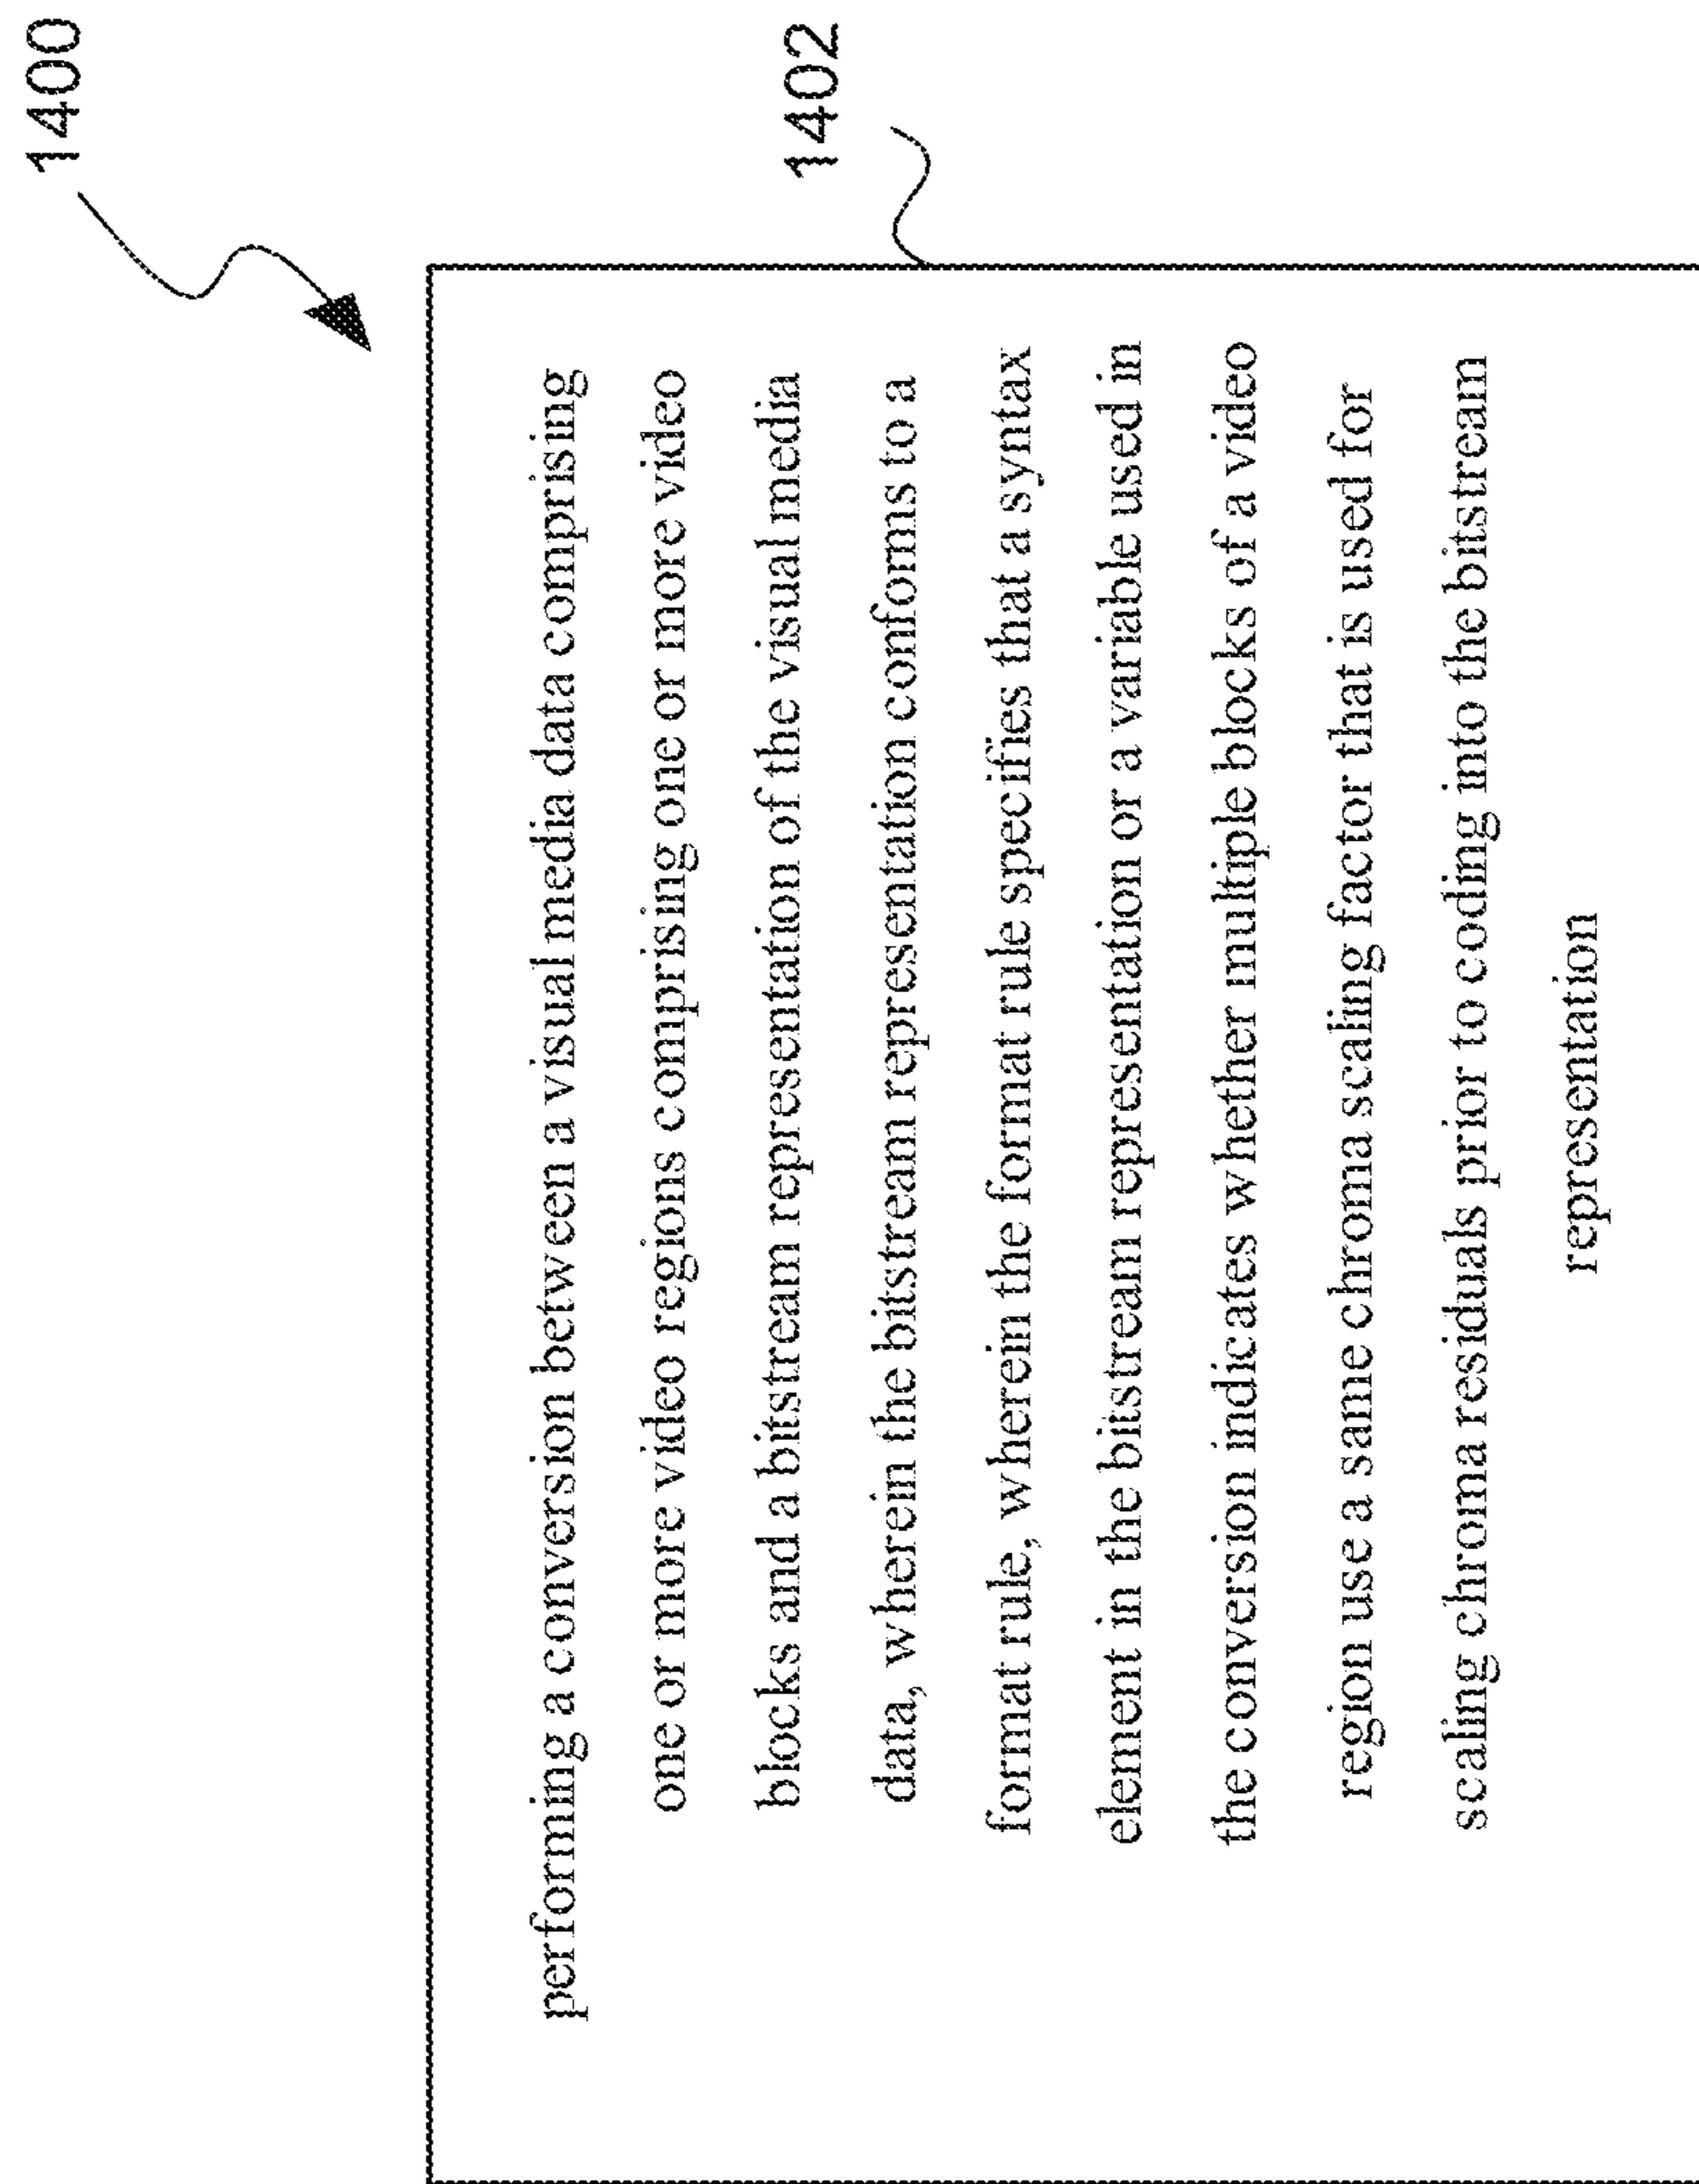 1400
1402
performing a conversion between a visual media data comprising
one or more video regions comprising one or more video
blocks and a bitstream representation of the visual media
data, wherein the bitstream representation conforms to a
format rule, wherein the format rule specifies that a syntax
element in the bitstream representation or a variable used in
the conversion indicates whether multiple blocks of a video
region use a same chroma scaling factor that is used for
scaling chroma residuals prior to coding into the bitstream
representation